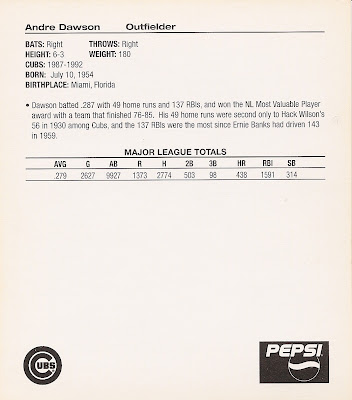 Andre Dawson Outfielder
BATS: Right THROWS: Right
HEIGHT: 6-3 WEIGHT: 180
CUBS: 1987-1992
BORN: July 10, 1954
BIRTHPLACE: Miami, Florida
• Dawson batted .287 with 49 home runs and 137 RBIs, and won the NL Most Valuable Player
award with a team that finished 76-85. His 49 home runs were second only to Hack Wilson's
56 in 1930 among Cubs, and the 137 RBIs were the most since Ernie Banks had driven 143
in 1959.
MAJOR LEAGUE TOTALS
AVG G AB R H 2B 3B HR RBI SB
.279 2627 9927 1373 2774 503 98 438 1591 314
CUBS
PEPSI